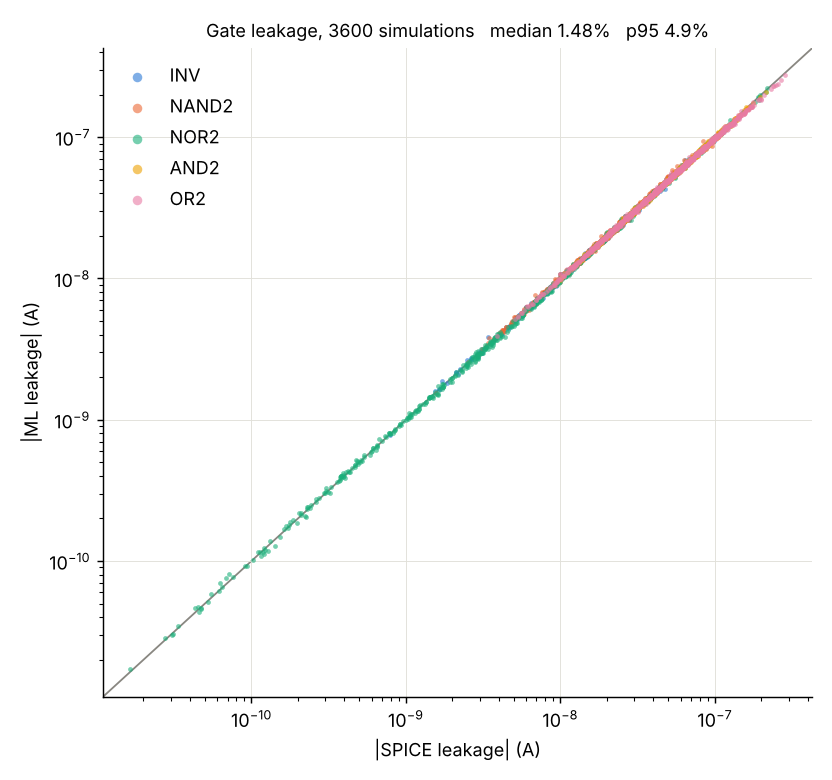 Gate leakage, 3600 simulations   median 1.48%   p95 4.9%
INV
NAND2
NOR2
AND2
OR2
10⁻⁷
10⁻⁸
10⁻⁹
10⁻¹⁰
|ML leakage| (A)
10⁻¹⁰ 10⁻⁹ 10⁻⁸ 10⁻⁷
|SPICE leakage| (A)